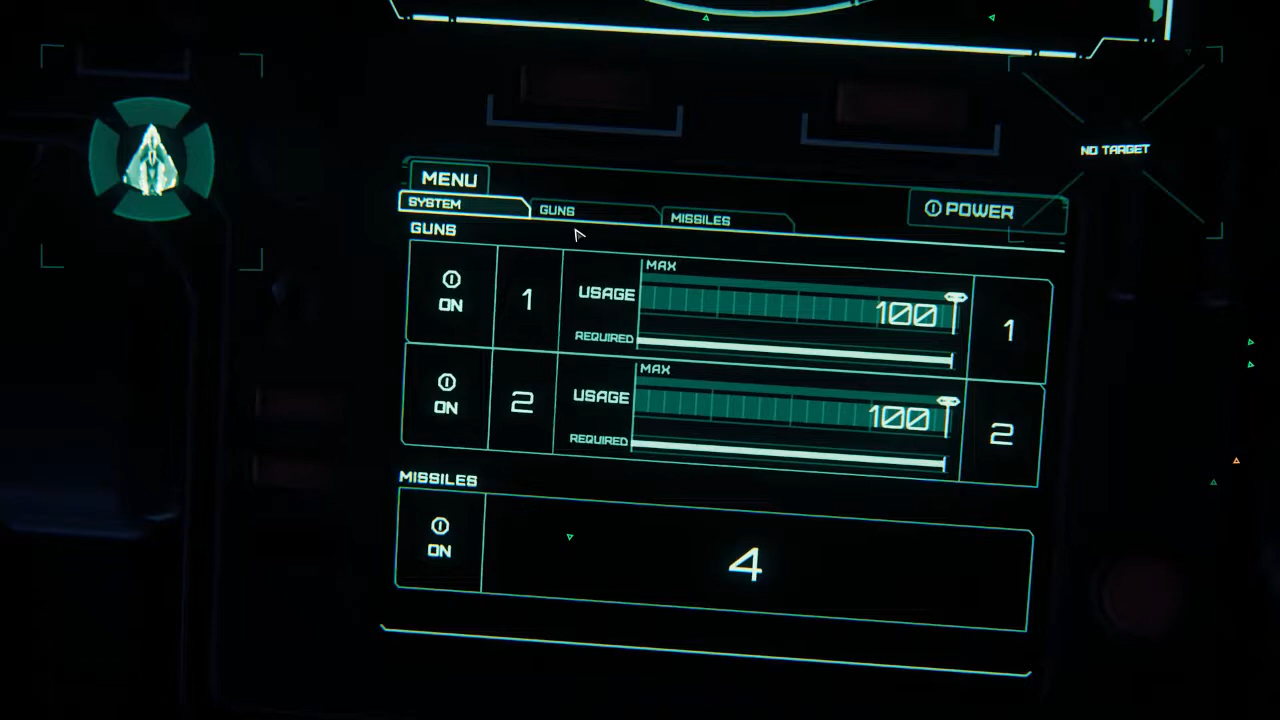 NO TARGET
MENU
POWER
SYSTEM GUNS MISSILES
GUNS
ON 1 USAGE MAX 100 1
REQUIRED
ON 2 USAGE MAX 100 2
REQUIRED
MISSILES
ON 4